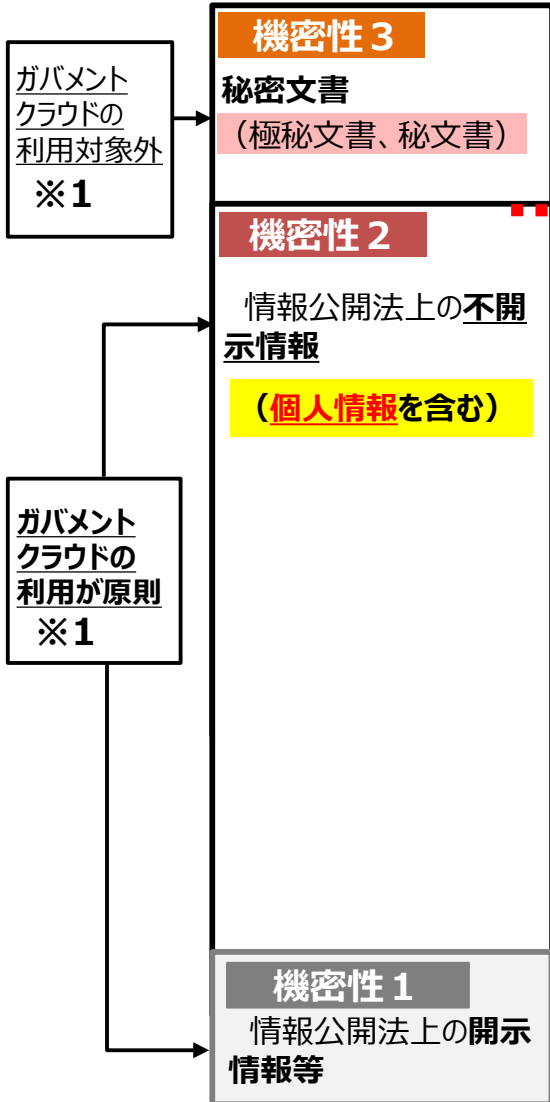 ガバメント
クラウドの
利用対象外
※1
機密性３
秘密文書
（極秘文書、秘文書）
機密性２
情報公開法上の不開
示情報
（個人情報を含む）
ガバメント
クラウドの
利用が原則
※1
機密性１
情報公開法上の開示
情報等